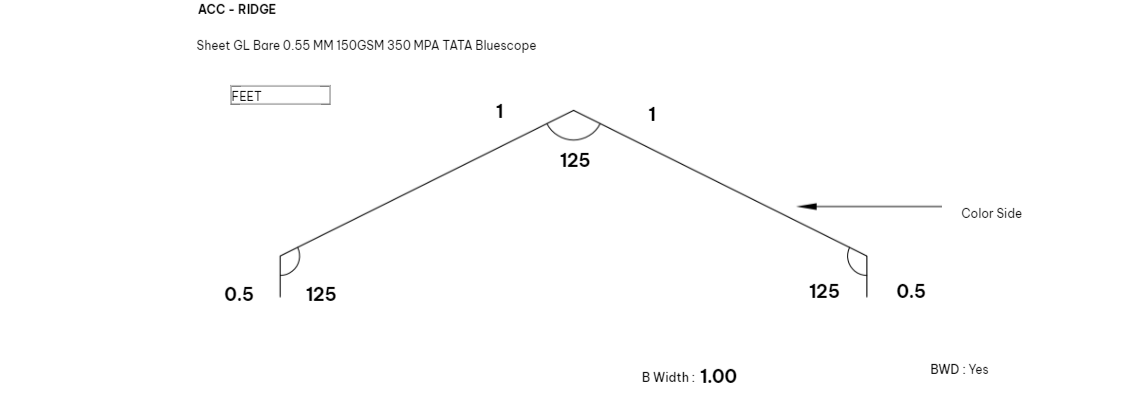 ACC - RIDGE
Sheet GL Bare 0.55 MM 150GSM 350 MPA TATA Bluescope
FEET
1
1
125
Color Side
0.5
125
125
0.5
B Width : 1.00
BWD : Yes